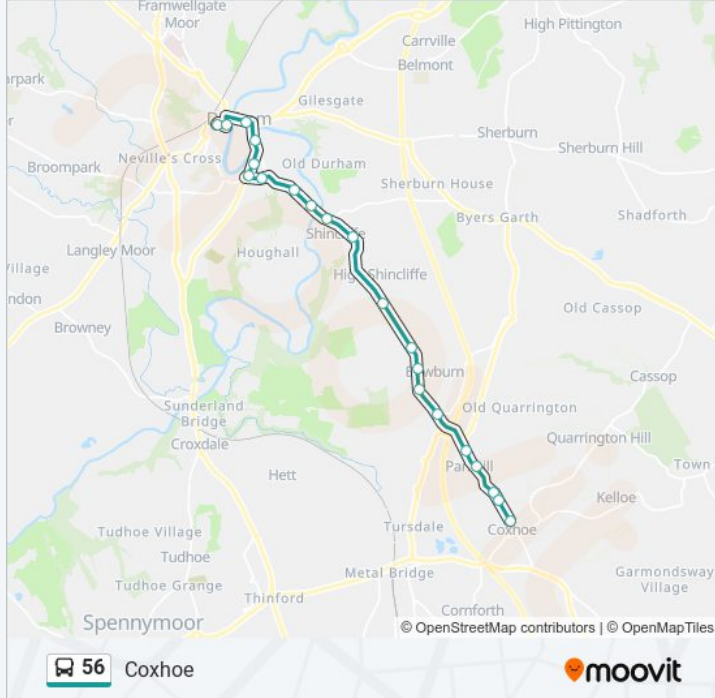 Framwellgate
Moor
High Pittington
Carrville
Belmont
Gilesgate
Sherburn
Sherburn Hill
Neville's Cross
Old Durham
Broompark
Sherburn House
Shadforth
Byers Garth
Shincliffe
Langley Moor
Houghall
High Shincliffe
Old Cassop
Browney
Bowburn
Cassop
Sunderland
Bridge
Old Quarrington
Croxdale
Quarrington Hill
Hett
Town
Kelloe
Tursdale
Coxhoe
Tudhoe Village
Tudhoe
Metal Bridge
Garmondsway
Village
Tudhoe Grange
Thinford
Cornforth
Spennymoor
© OpenStreetMap contributors | © OpenMapTiles
56 Coxhoe
moovit